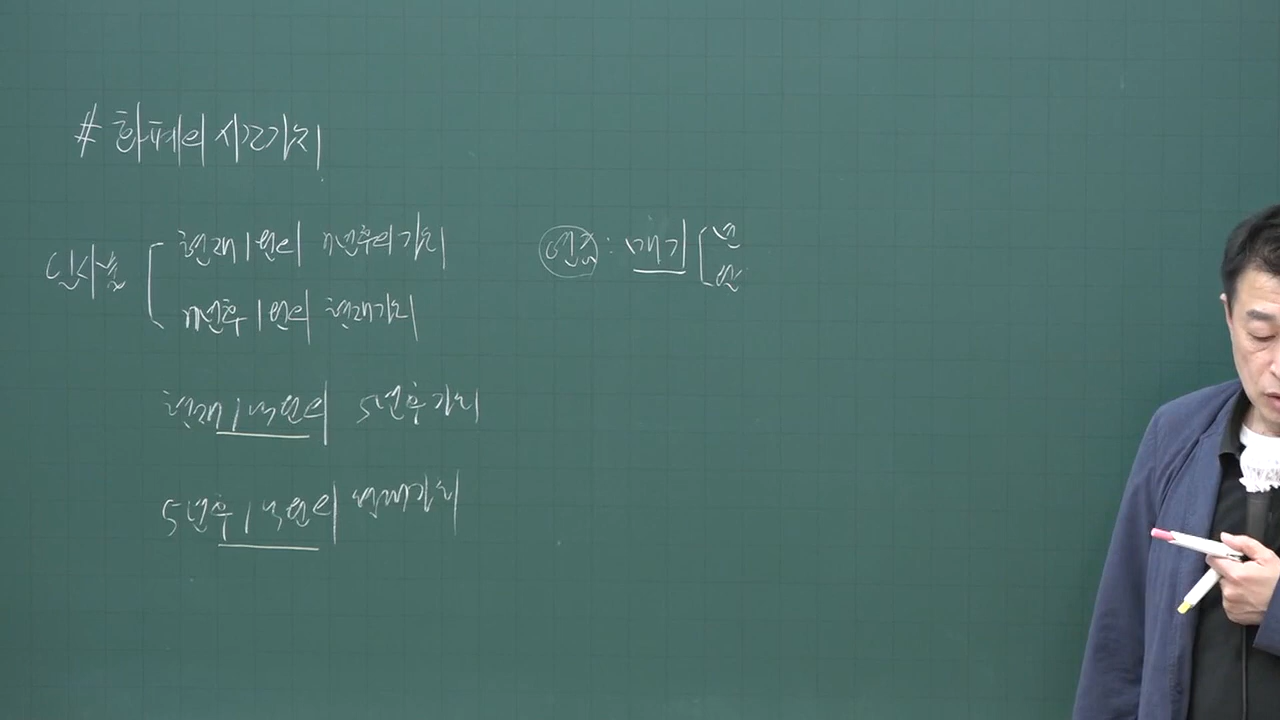 # 화폐의 시간가치
일시불
현재 1원의 n년후의 가치
n년후 1원의 현재가치
현재 1억원의 5년후 가치
5년후 1억원의 현재가치
연금 : 매기
년
월